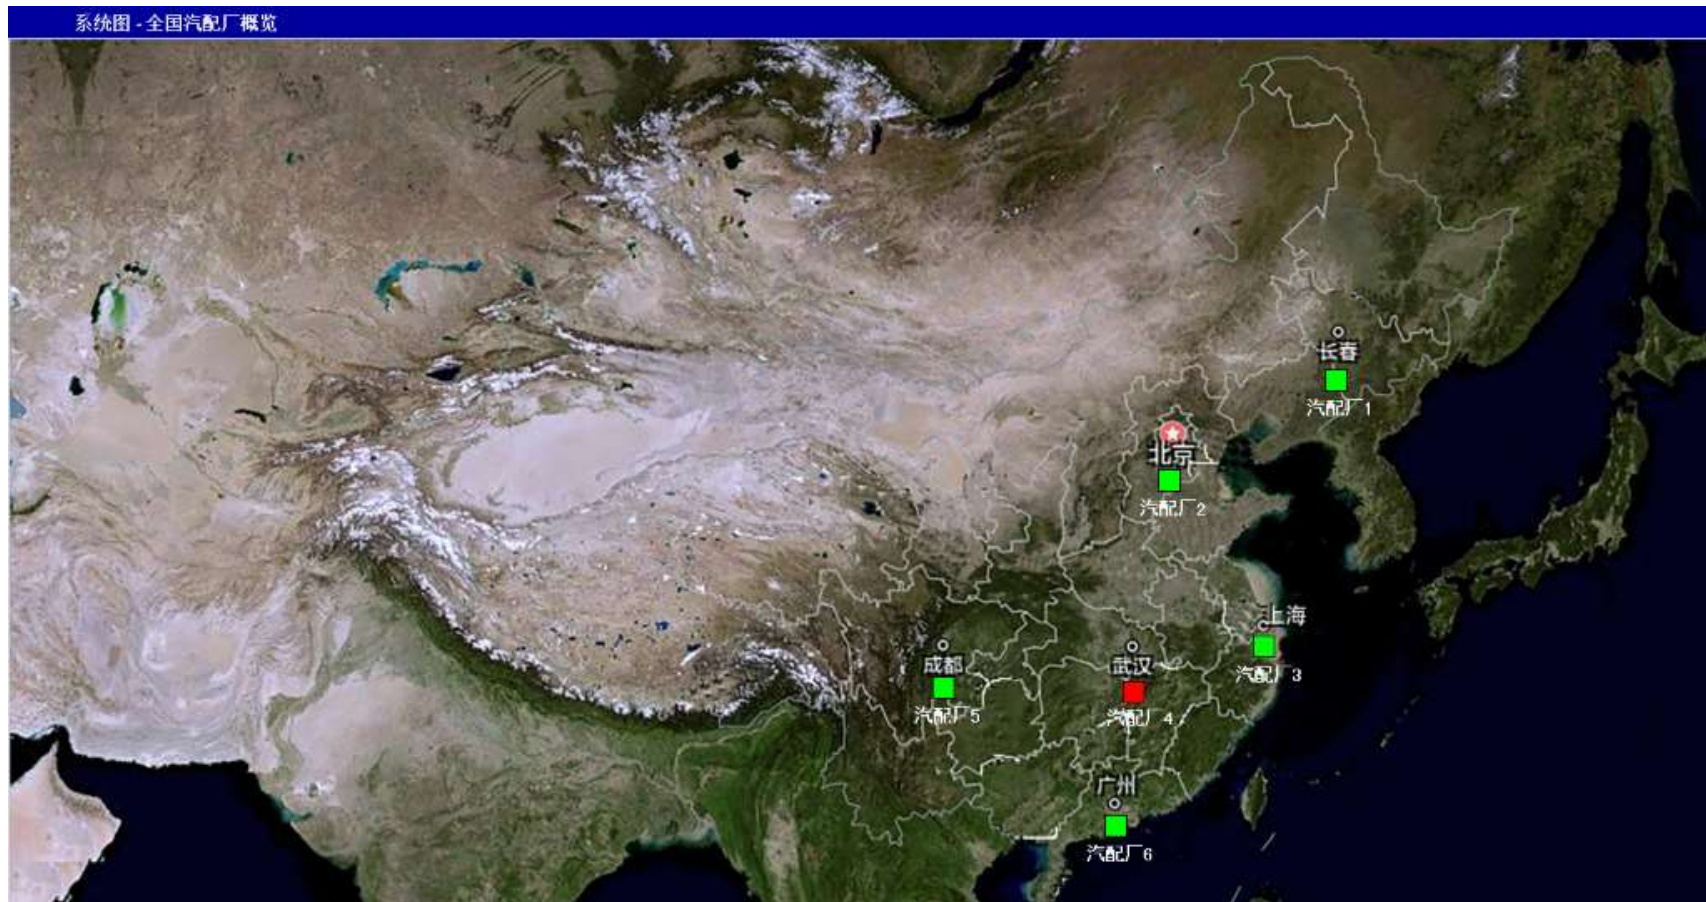 系统图 - 全国汽配厂概览
长春
汽配厂1
北京
汽配厂2
上海
汽配厂3
成都
汽配厂5
武汉
汽配厂4
广州
汽配厂6